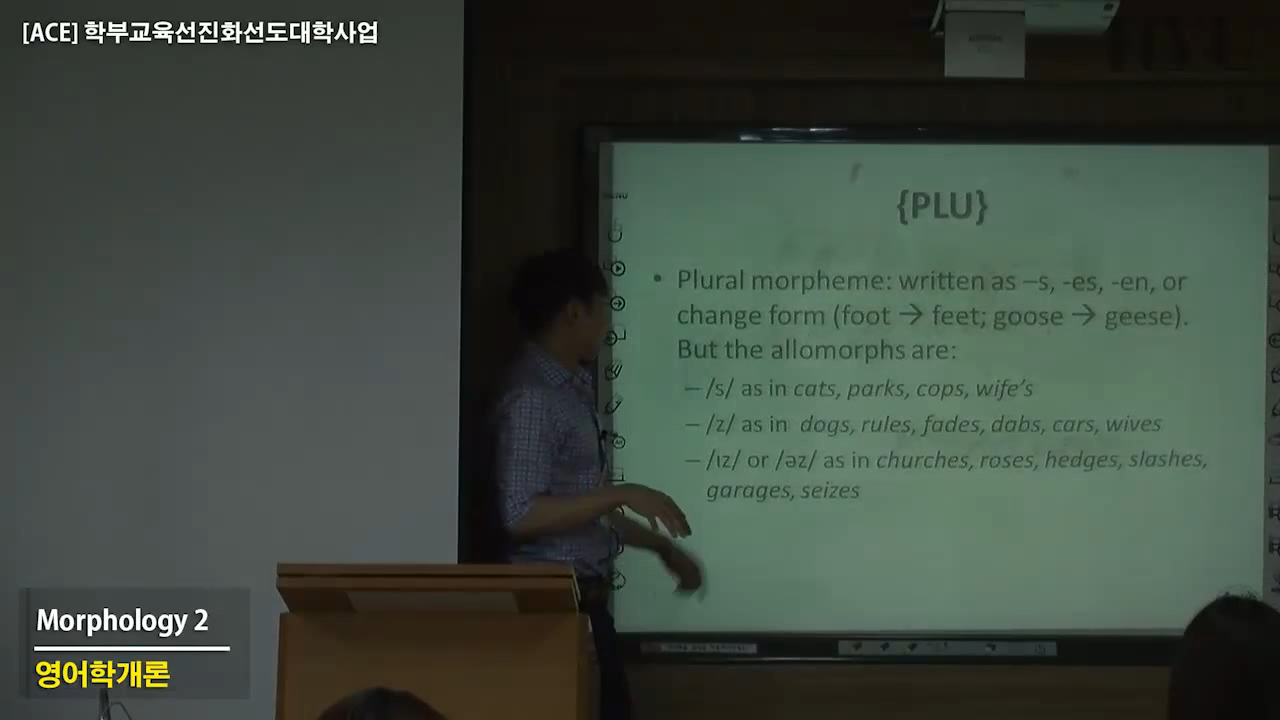 [ACE] 학부교육선진화선도대학사업
{PLU}
MENU
• Plural morpheme: written as –s, -es, -en, or
change form (foot → feet; goose → geese).
But the allomorphs are:
– /s/ as in cats, parks, cops, wife's
– /z/ as in dogs, rules, fades, dabs, cars, wives
– /ɪz/ or /əz/ as in churches, roses, hedges, slashes,
garages, seizes
Morphology 2
영어학개론